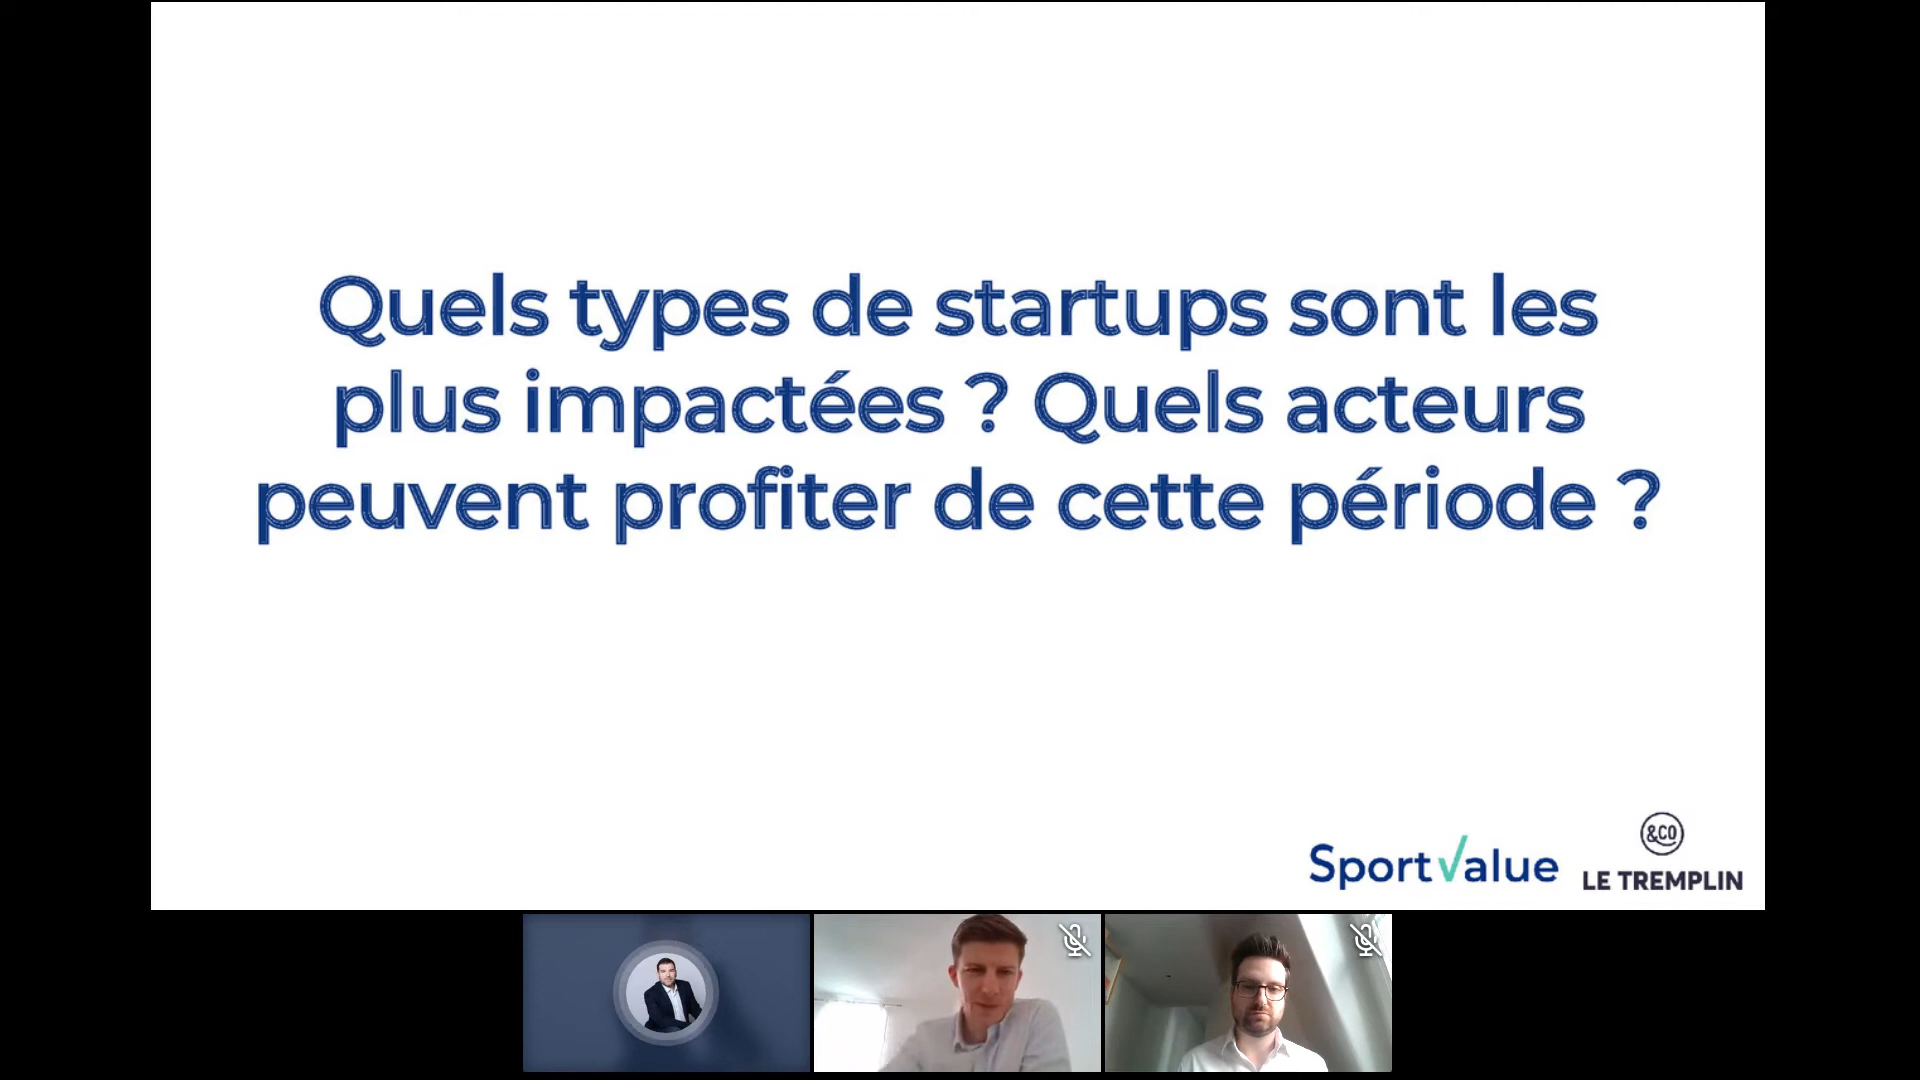 Quels types de startups sont les
plus impactées ? Quels acteurs
peuvent profiter de cette période ?
&CO
SportValue
LE TREMPLIN